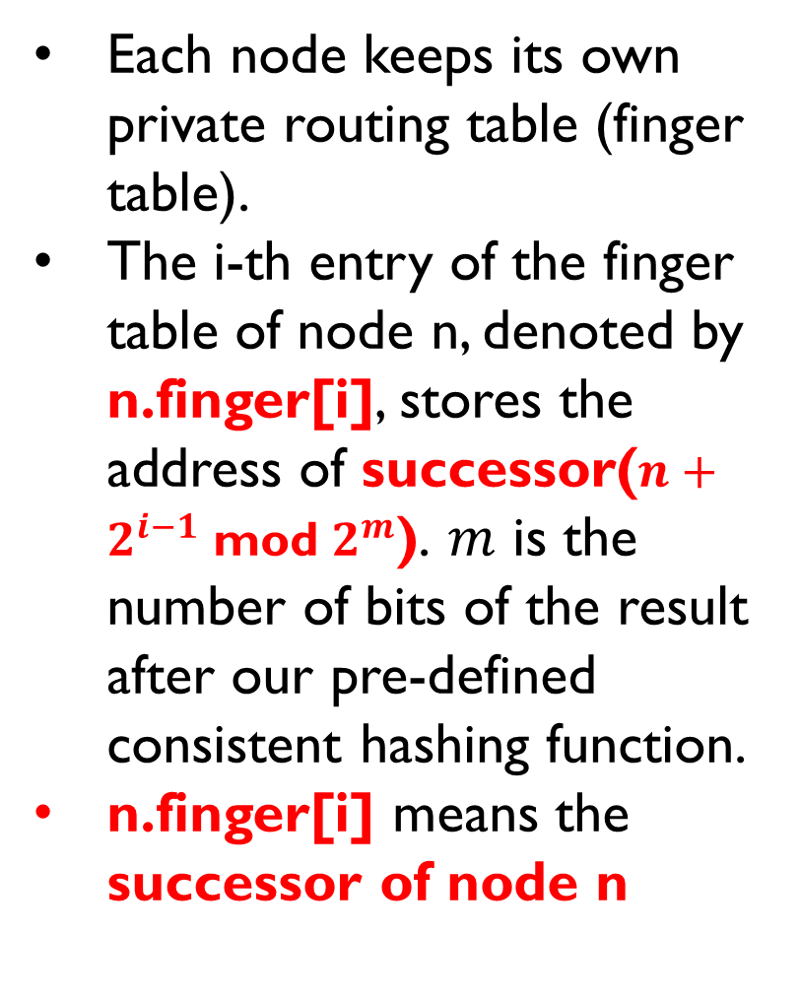 • Each node keeps its own
private routing table (finger
table).
• The i-th entry of the finger
table of node n, denoted by
n.finger[i], stores the
address of successor(n +
2^{i−1} mod 2^m). m is the
number of bits of the result
after our pre-defined
consistent hashing function.
• n.finger[i] means the
successor of node n